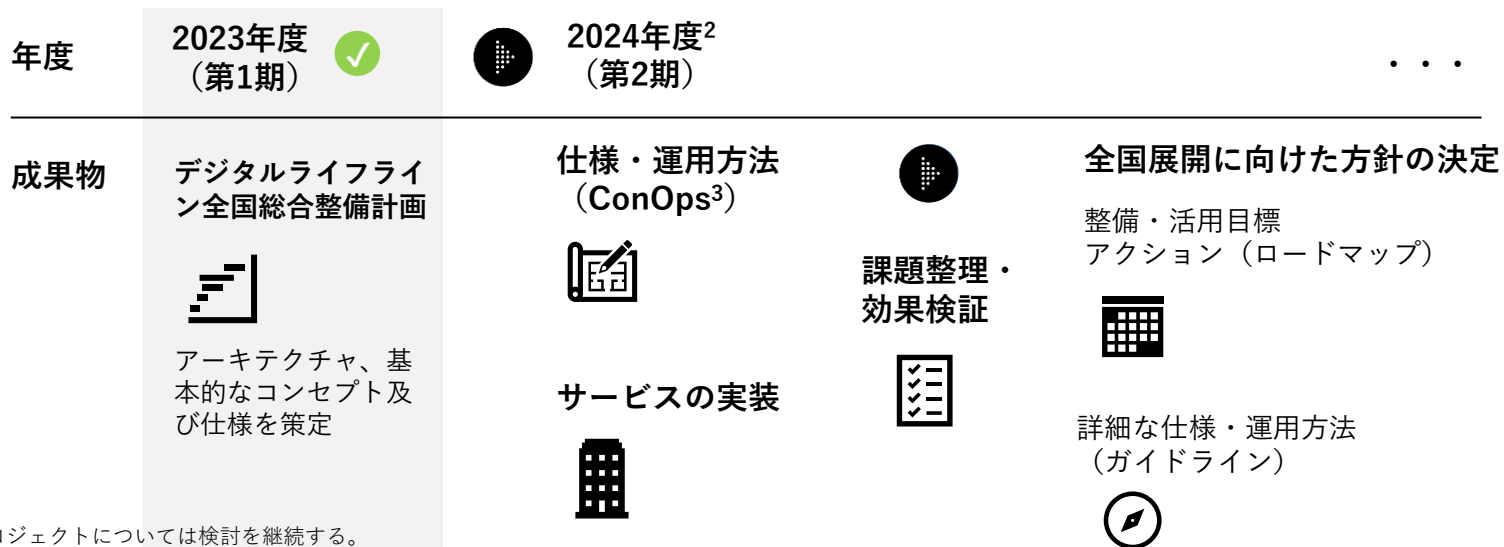 年度
2023年度
（第1期）
2024年度2
（第2期）
・・・
成果物
デジタルライフライ
ン全国総合整備計画
アーキテクチャ、基
本的なコンセプト及
び仕様を策定
仕様・運用方法
（ConOps3）
サービスの実装
課題整理・
効果検証
全国展開に向けた方針の決定
整備・活用目標
アクション（ロードマップ）
詳細な仕様・運用方法
（ガイドライン）
ロジェクトについては検討を継続する。